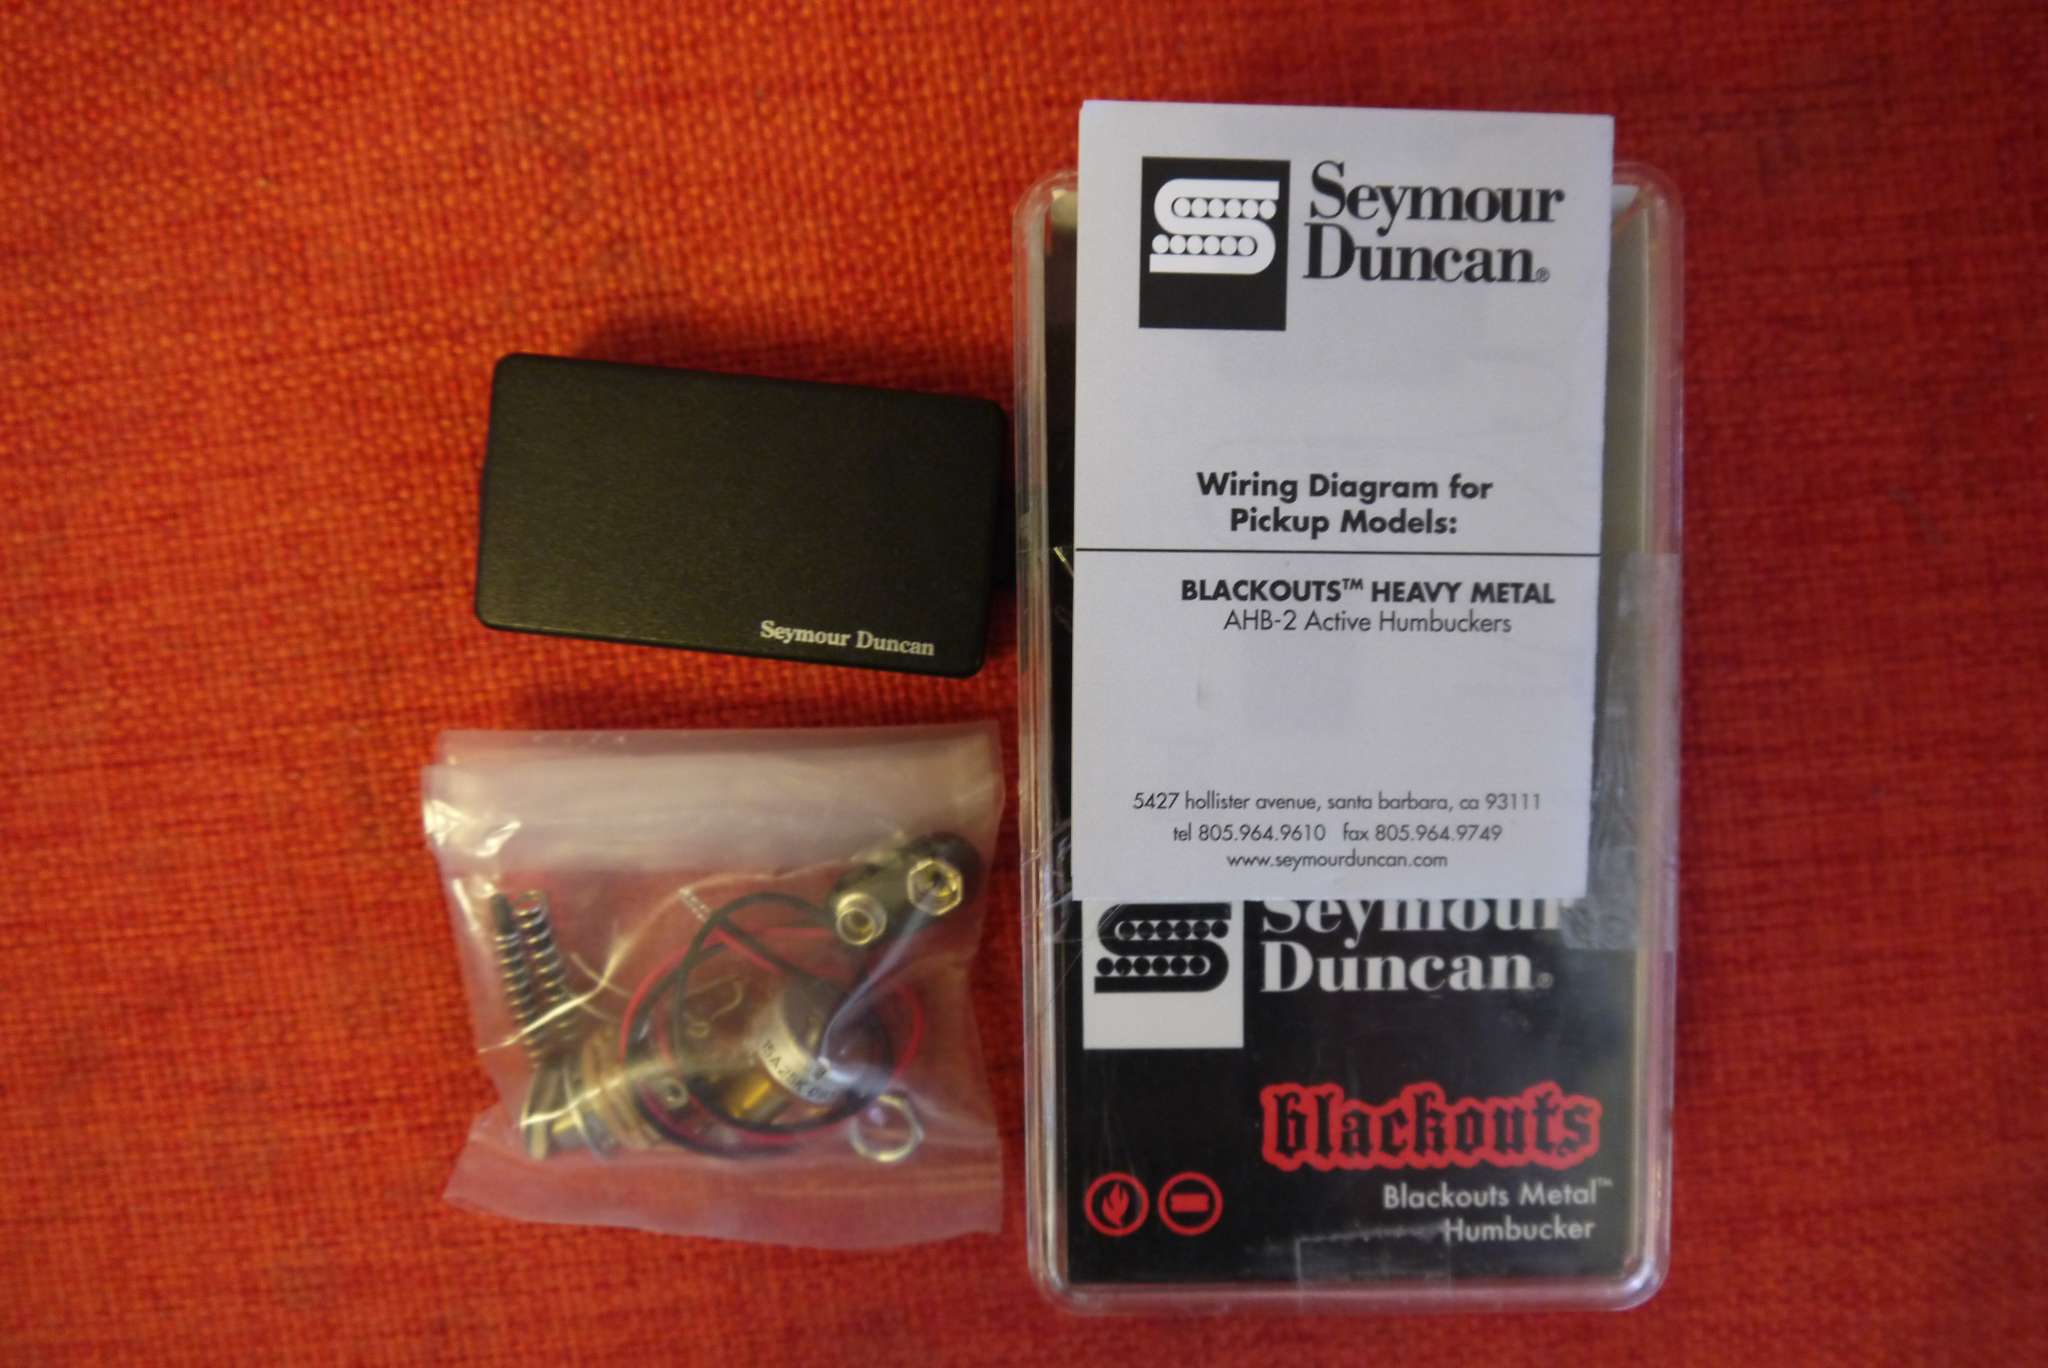 Seymour
Duncan®
Wiring Diagram for
Pickup Models:
BLACKOUTS™ HEAVY METAL
AHB-2 Active Humbuckers
5427 hollister avenue, santa barbara, ca 93111
tel 805.964.9610 fax 805.964.9749
www.seymourduncan.com
Seymour Duncan
Seymour
Duncan®
blackouts
Blackouts Metal™
Humbucker